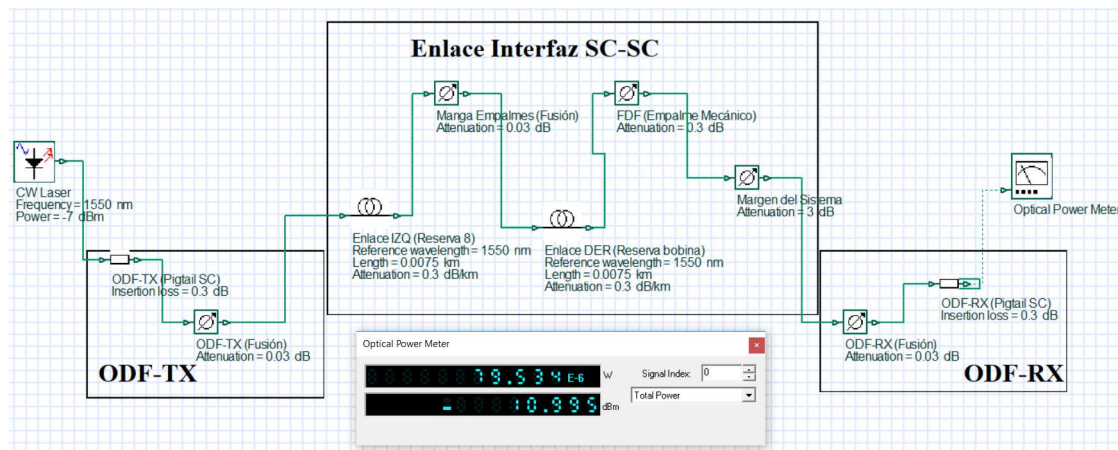 Enlace Interfaz SC-SC
Manga Empalmes (Fusión)
Attenuation = 0.03 dB
FDF (Empalme Mecánico)
Attenuation = 0.3 dB
CW Laser
Frequency = 1550 nm
Power = -7 dBm
Margen del Sistema
Attenuation = 3 dB
Optical Power Meter
Enlace IZQ (Reserva 8)
Reference wavelength = 1550 nm
Length = 0.0075 km
Attenuation = 0.3 dB/km
Enlace DER (Reserva bobina)
Reference wavelength = 1550 nm
Length = 0.0075 km
Attenuation = 0.3 dB/km
ODF-TX (Pigtail SC)
Insertion loss = 0.3 dB
ODF-TX (Fusión)
Attenuation = 0.03 dB
ODF-TX
ODF-RX (Pigtail SC)
Insertion loss = 0.3 dB
ODF-RX (Fusión)
Attenuation = 0.03 dB
ODF-RX
Optical Power Meter
79.534 E-6 W
Signal Index: 0
-10.995 dBm
Total Power